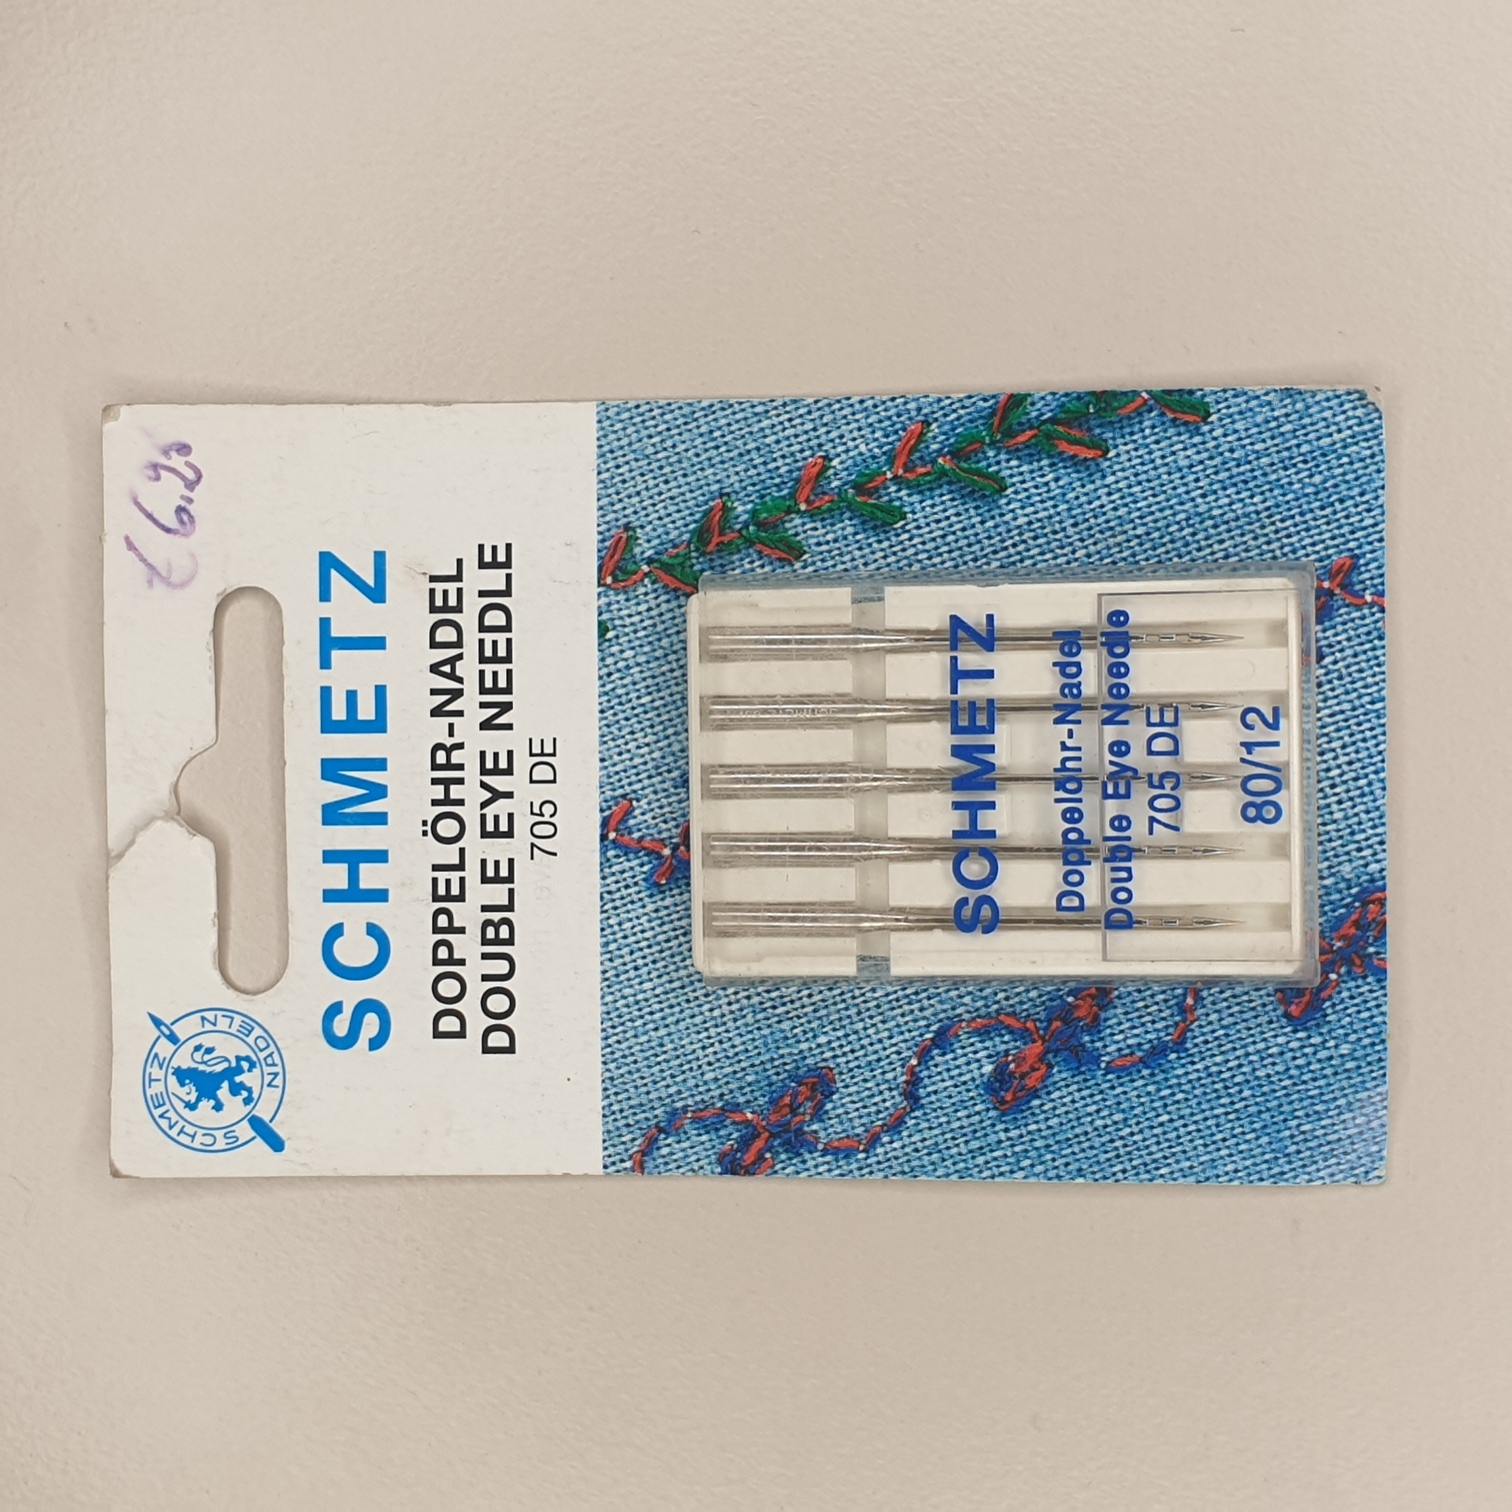 € 6.20
SCHMETZ
DOPPELÖHR-NADEL
DOUBLE EYE NEEDLE
705 DE
SCHMETZ NADELN
SCHMETZ
Doppelöhr-Nadel
Double Eye Needle
705 DE
80/12
SCHMETZ